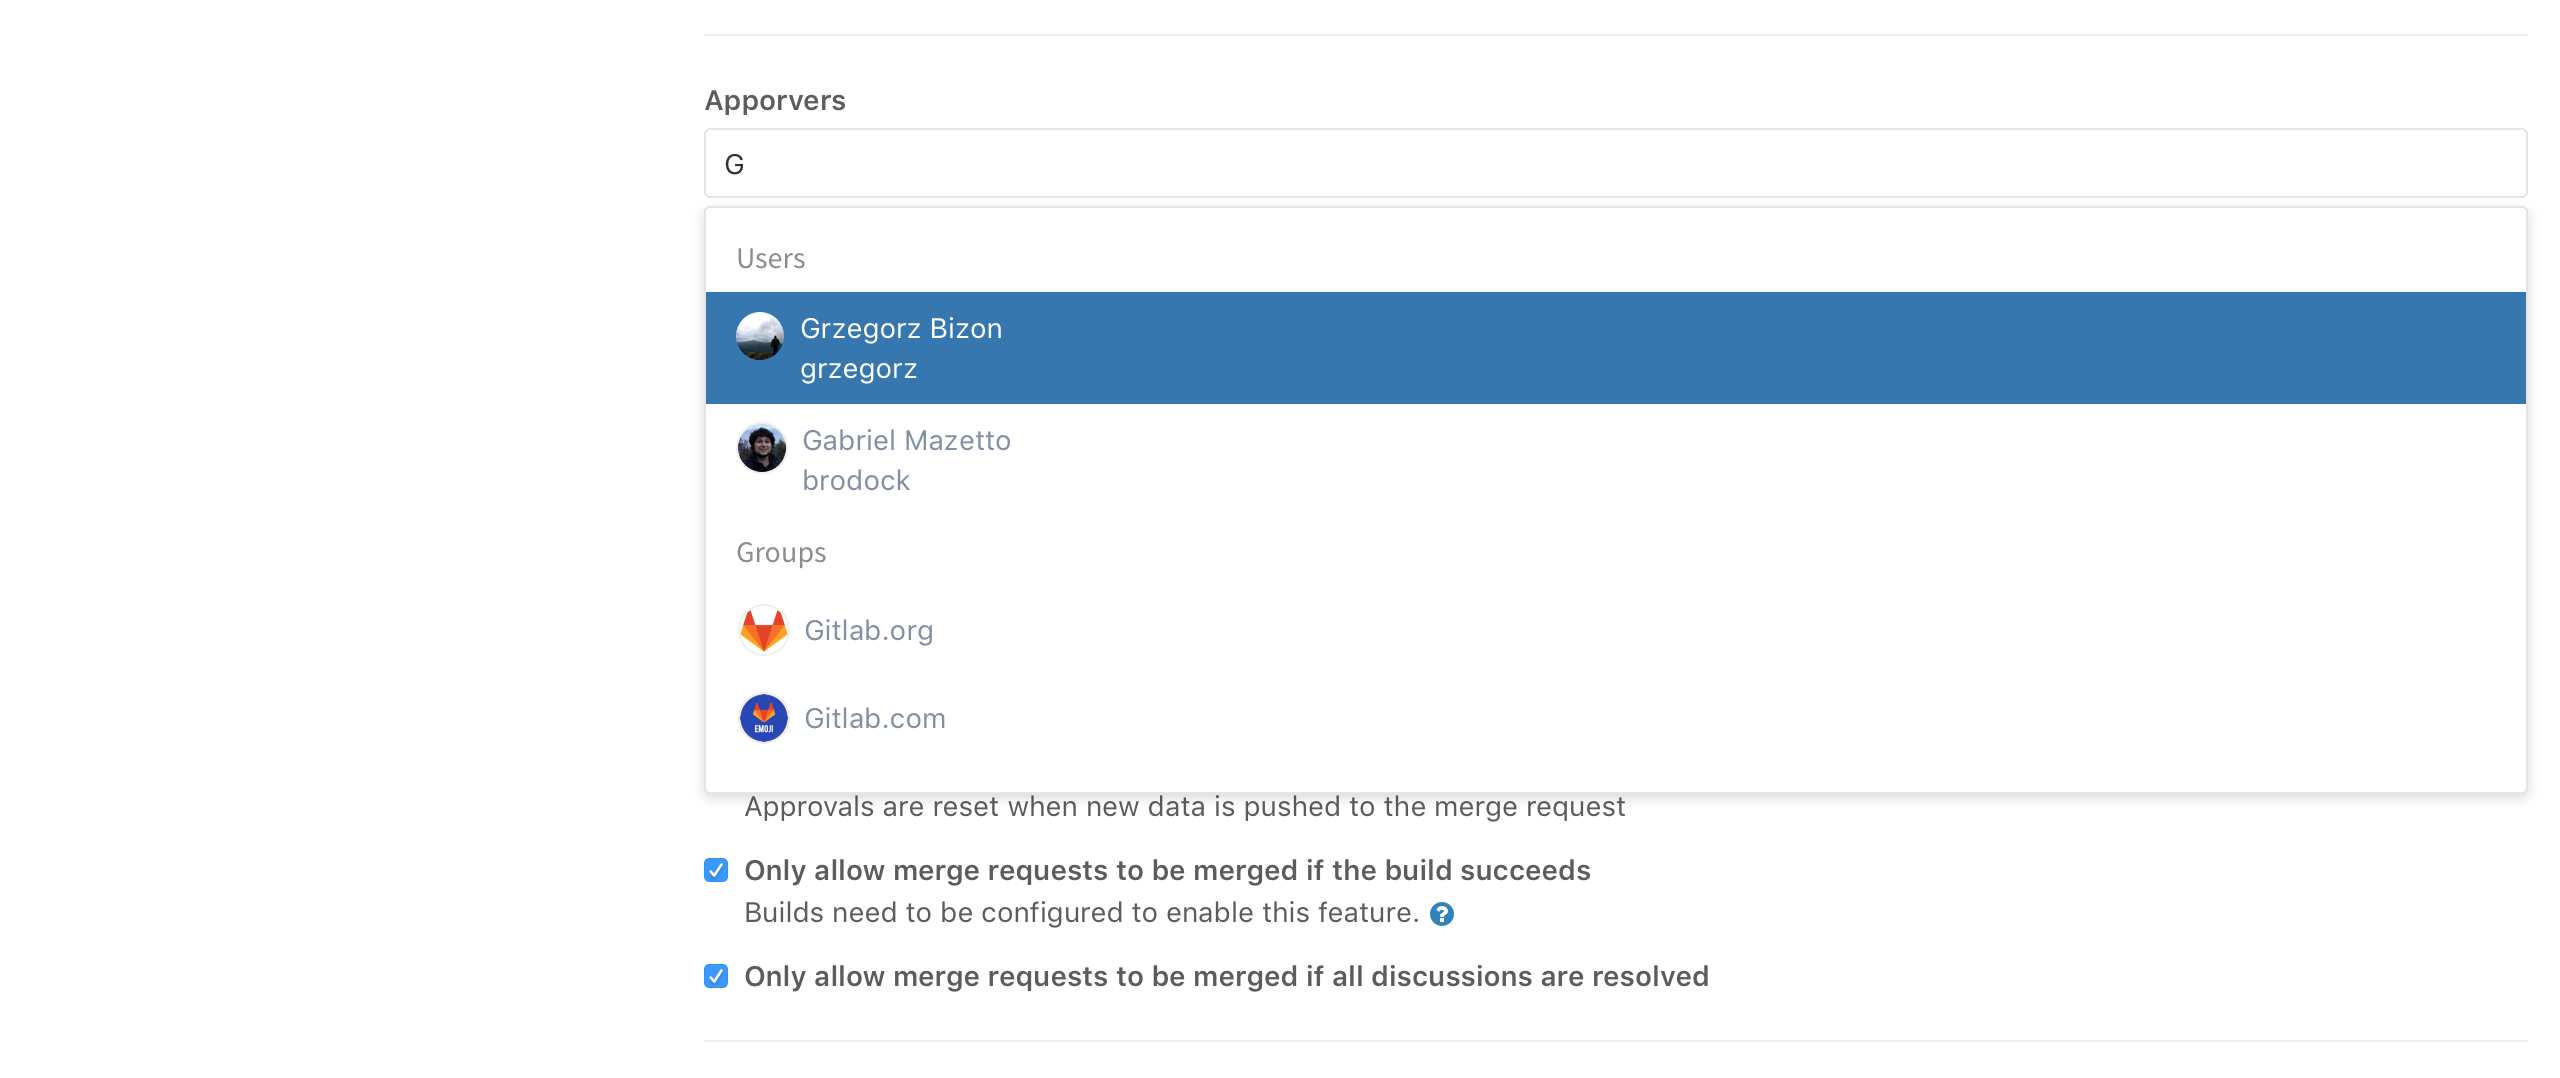 Apporvers
G
Users
Grzegorz Bizon
grzegorz
Gabriel Mazetto
brodock
Groups
Gitlab.org
EMOJI
Gitlab.com
Approvals are reset when new data is pushed to the merge request
Only allow merge requests to be merged if the build succeeds
Builds need to be configured to enable this feature. ?
Only allow merge requests to be merged if all discussions are resolved